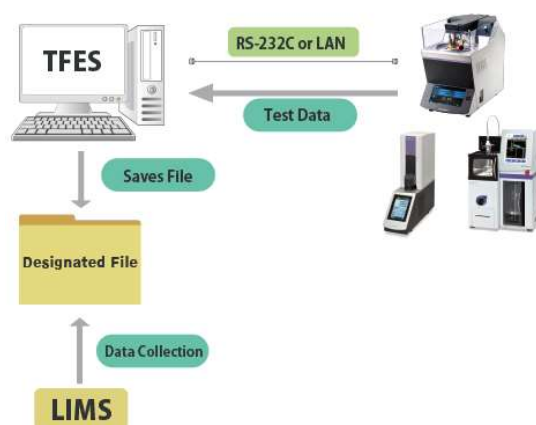 TFES
RS-232C or LAN
Test Data
Saves File
Designated File
Data Collection
LIMS